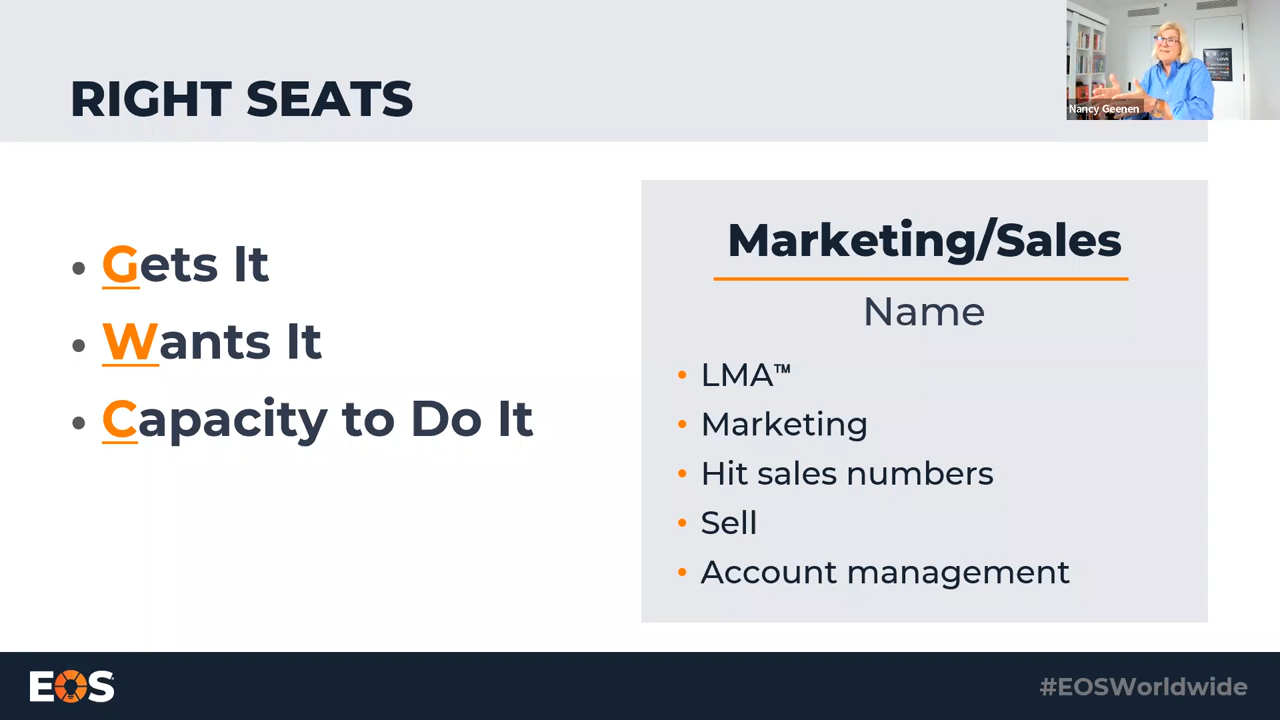 RIGHT SEATS
Nancy Geenen
• Gets It
• Wants It
• Capacity to Do It
Marketing/Sales
Name
• LMA™
• Marketing
• Hit sales numbers
• Sell
• Account management
EOS
#EOSWorldwide